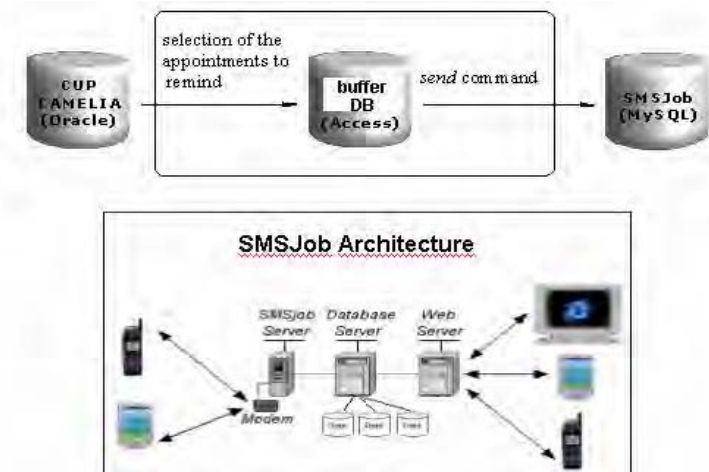 selection of the
appointments to
remind
CUP
CAMELIA
(Oracle)
buffer
DB
(Access)
send command
SMSJob
(MySQL)
SMSJob Architecture
SMSjob Database Web
Server Server Server
Modem